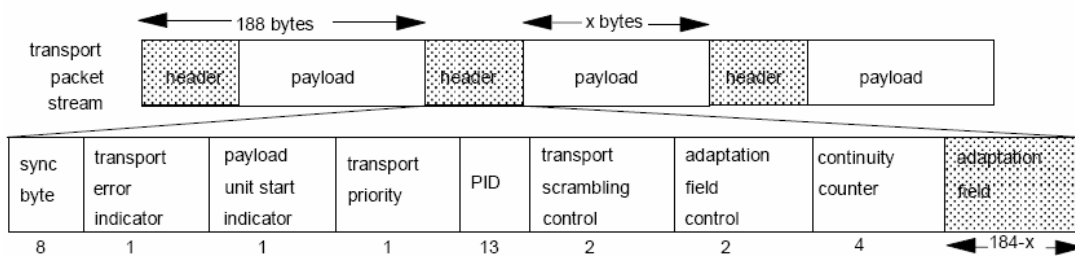 188 bytes
x bytes
transport
packet
stream
header
payload
header
payload
header
payload
sync
byte
transport
error
indicator
payload
unit start
indicator
transport
priority
PID
transport
scrambling
control
adaptation
field
control
continuity
counter
adaptation
field
8
1
1
1
13
2
2
4
184-x